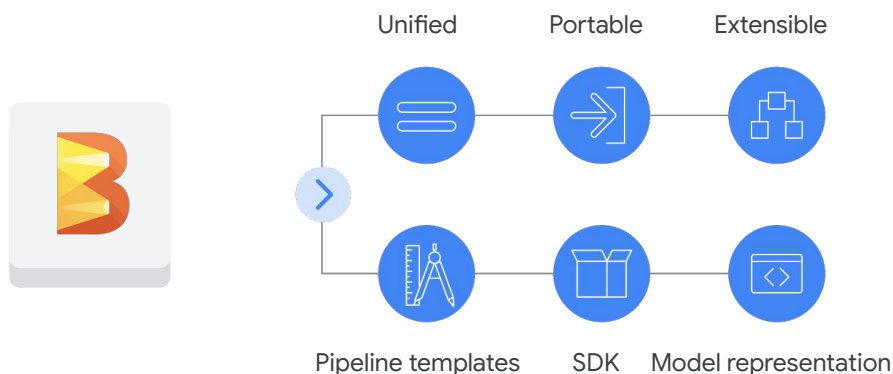 Unified Portable Extensible
Pipeline templates SDK Model representation